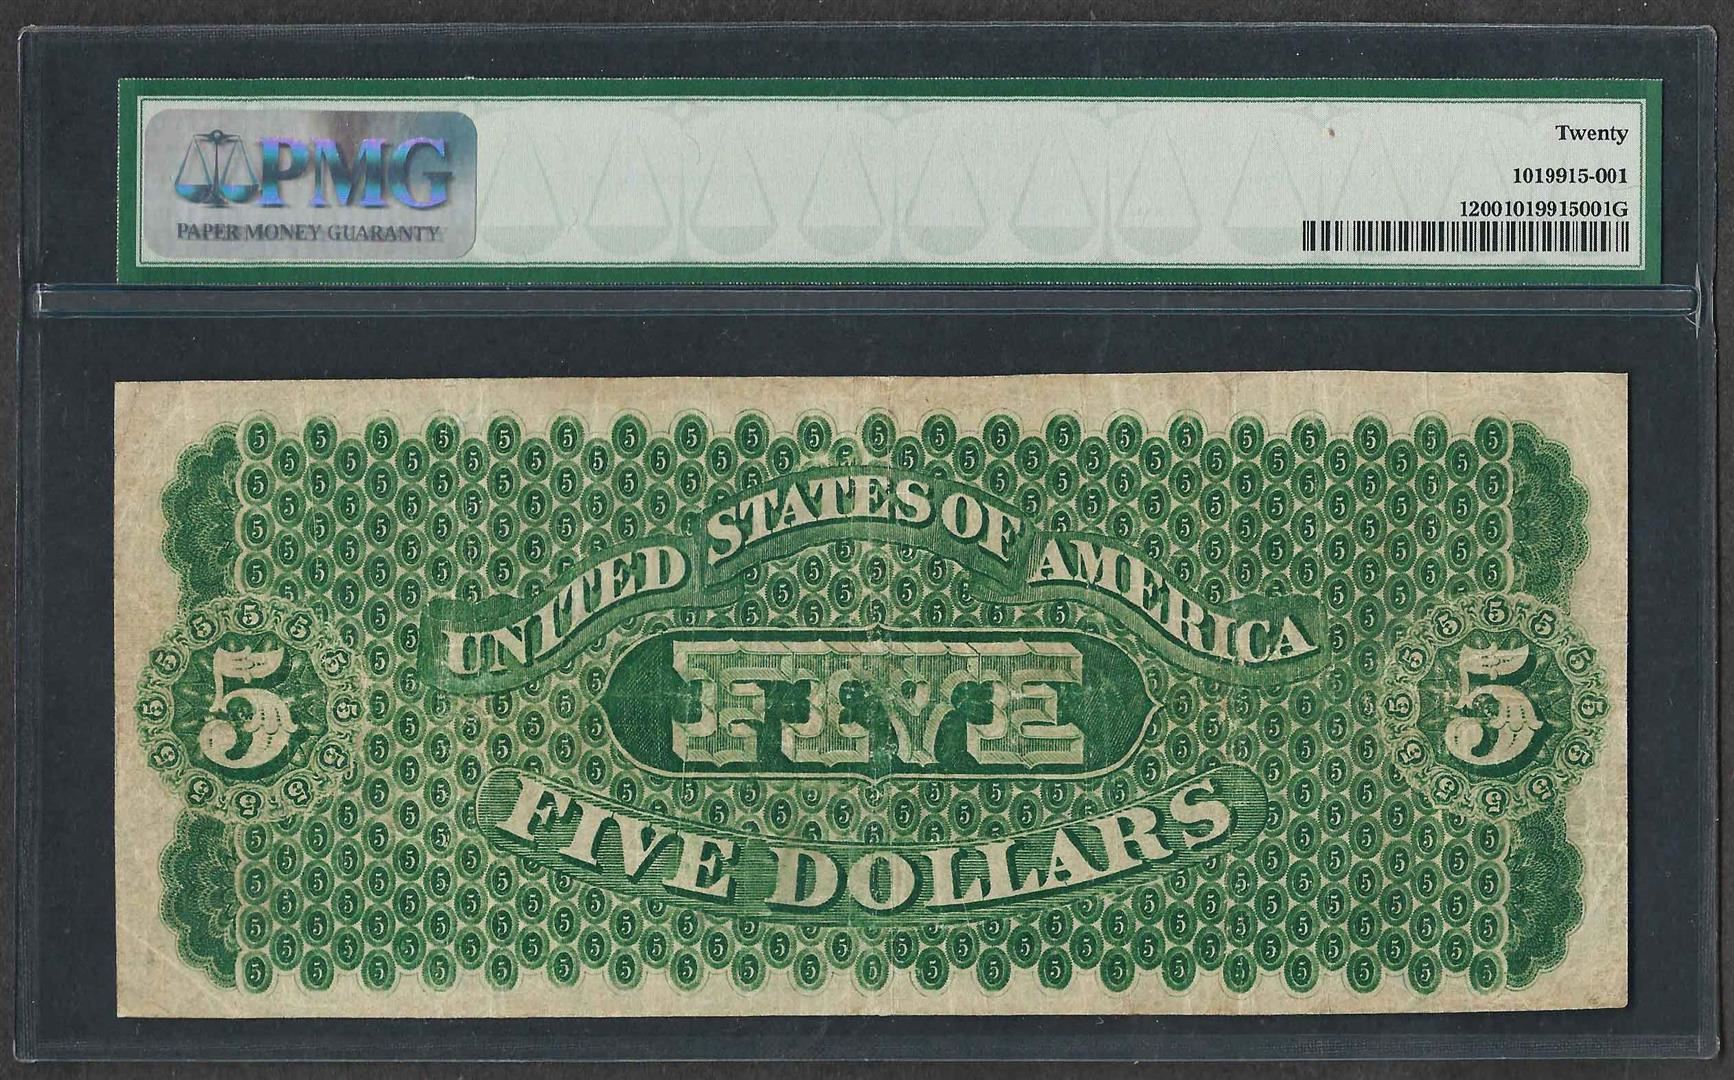 PMG
PAPER MONEY GUARANTY
Twenty
1019915-001
12001019915001G
UNITED STATES OF AMERICA
5
FIVE
5
FIVE DOLLARS